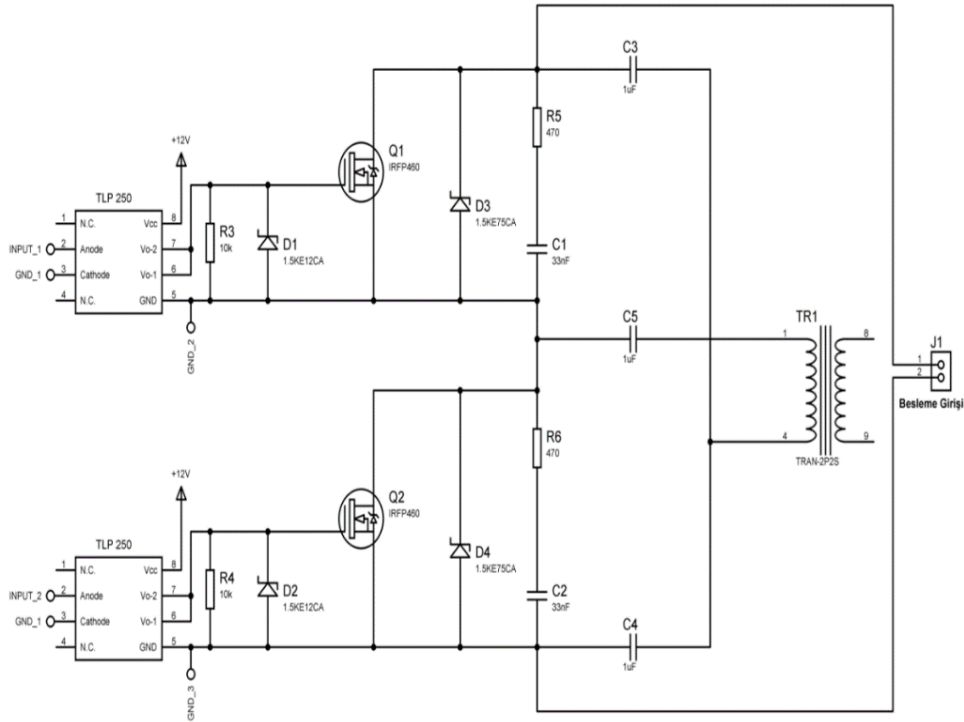 C3
1uF
R5
470
+12V
Q1
IRFP460
TLP 250
1 N.C. Vcc 8
INPUT_1 2 Anode Vo-2 7
GND_1 3 Cathode Vo-1 6
4 N.C. GND 5
R3
10k
D1
1.5KE12CA
D3
1.5KE75CA
C1
33nF
GND_2
C5
1uF
TR1
1 8
4 9
TRAN-2P2S
J1
1
2
Besleme Girişi
R6
470
+12V
Q2
IRFP460
TLP 250
1 N.C. Vcc 8
INPUT_2 2 Anode Vo-2 7
GND_1 3 Cathode Vo-1 6
4 N.C. GND 5
R4
10k
D2
1.5KE12CA
D4
1.5KE75CA
C2
33nF
C4
1uF
GND_3